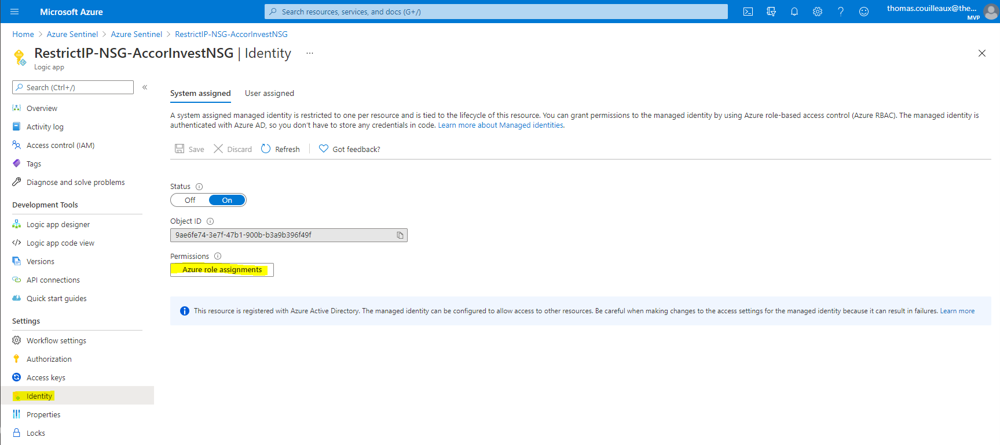 Microsoft Azure
Search resources, services, and docs (G+/)
thomas.couilleaux@the...
MVP
Home > Azure Sentinel > Azure Sentinel > RestrictIP-NSG-AccorInvestNSG
RestrictIP-NSG-AccorInvestNSG | Identity ...
Logic app
Search (Ctrl+/)
«
Overview
Activity log
Access control (IAM)
Tags
Diagnose and solve problems
Development Tools
Logic app designer
Logic app code view
Versions
API connections
Quick start guides
Settings
Workflow settings
Authorization
Access keys
Identity
Properties
Locks
System assigned User assigned
A system assigned managed identity is restricted to one per resource and is tied to the lifecycle of this resource. You can grant permissions to the managed identity by using Azure role-based access control (Azure RBAC). The managed identity is
authenticated with Azure AD, so you don't have to store any credentials in code. Learn more about Managed identities.
Save Discard Refresh Got feedback?
Status
Off On
Object ID
9ae6fe74-3e7f-47b1-900b-b3a9b396f49f
Permissions
Azure role assignments
This resource is registered with Azure Active Directory. The managed identity can be configured to allow access to other resources. Be careful when making changes to the access settings for the managed identity because it can result in failures. Learn more